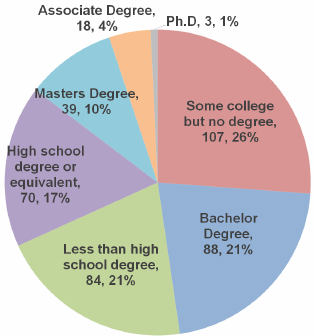 Associate Degree,
18, 4%
Ph.D, 3, 1%
Masters Degree,
39, 10%
Some college
but no degree,
107, 26%
High school
degree or
equivalent,
70, 17%
Bachelor
Degree,
88, 21%
Less than high
school degree,
84, 21%